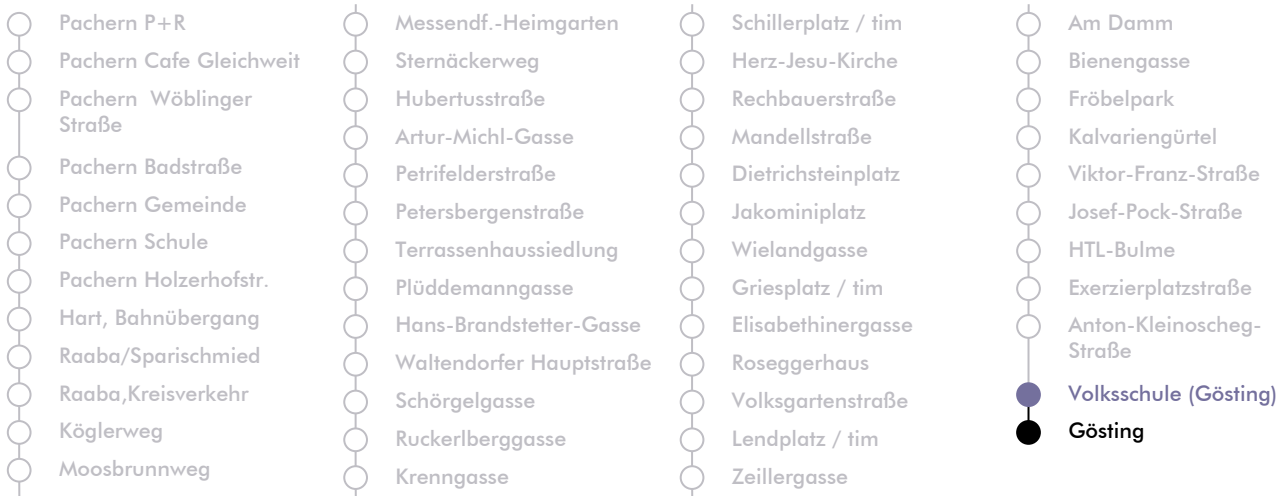 Pachern P+R
Pachern Cafe Gleichweit
Pachern  Wöblinger
Straße
Pachern Badstraße
Pachern Gemeinde
Pachern Schule
Pachern Holzerhofstr.
Hart, Bahnübergang
Raaba/Sparischmied
Raaba,Kreisverkehr
Köglerweg
Moosbrunnweg
Messendf.-Heimgarten
Sternäckerweg
Hubertusstraße
Artur-Michl-Gasse
Petrifelderstraße
Petersbergenstraße
Terrassenhaussiedlung
Plüddemanngasse
Hans-Brandstetter-Gasse
Waltendorfer Hauptstraße
Schörgelgasse
Ruckerlberggasse
Krenngasse
Schillerplatz / tim
Herz-Jesu-Kirche
Rechbauerstraße
Mandellstraße
Dietrichsteinplatz
Jakominiplatz
Wielandgasse
Griesplatz / tim
Elisabethinergasse
Roseggerhaus
Volksgartenstraße
Lendplatz / tim
Zeillergasse
Am Damm
Bienengasse
Fröbelpark
Kalvariengürtel
Viktor-Franz-Straße
Josef-Pock-Straße
HTL-Bulme
Exerzierplatzstraße
Anton-Kleinoscheg-
Straße
Volksschule (Gösting)
Gösting